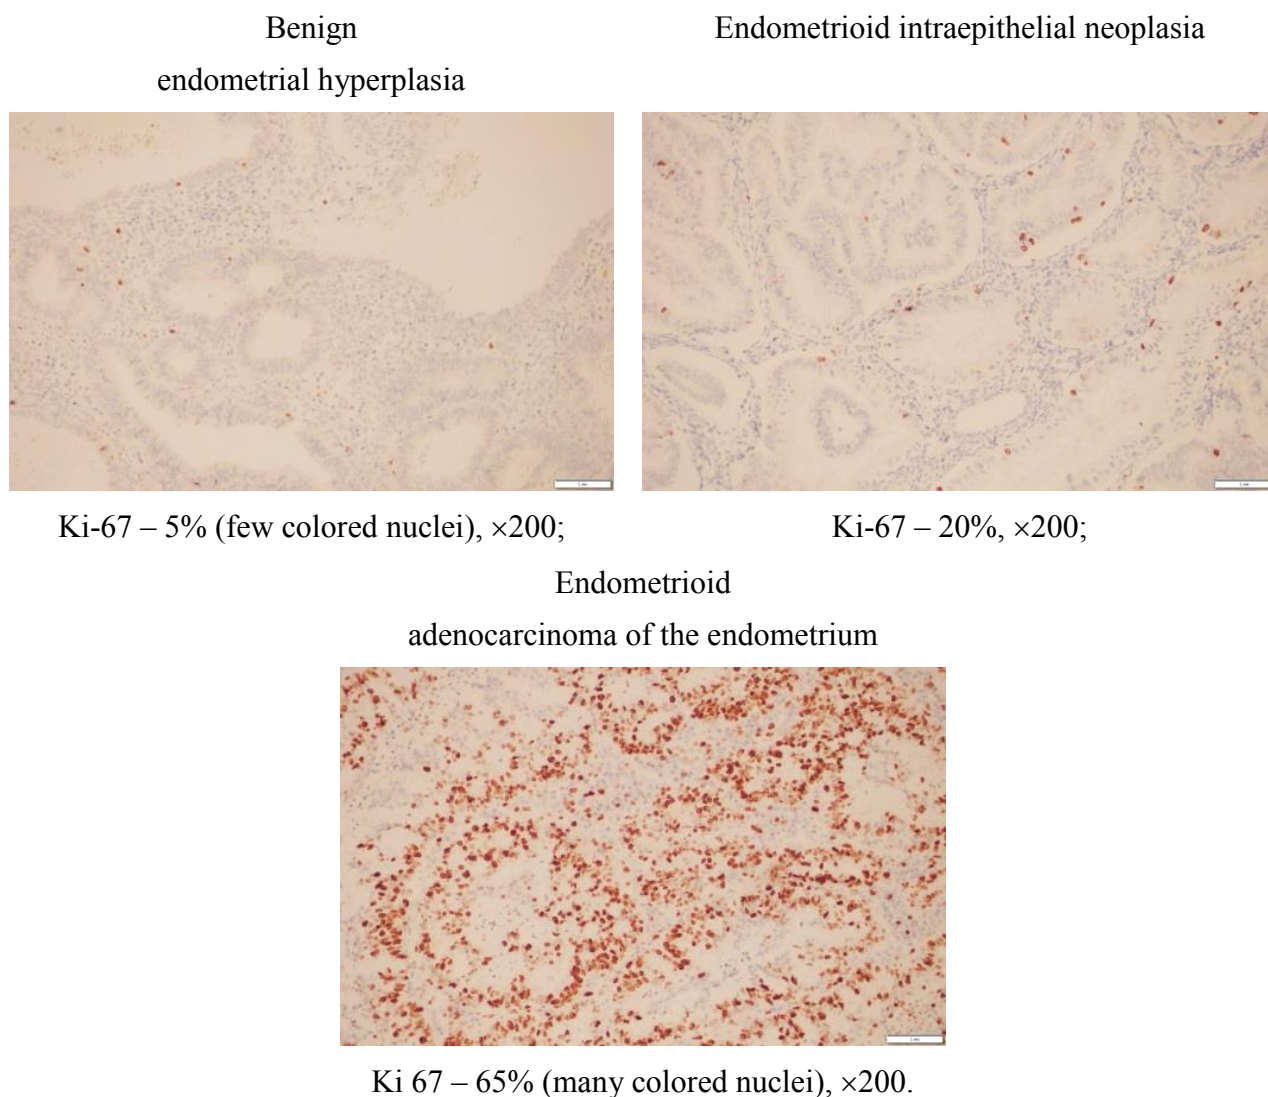 Benign
endometrial hyperplasia
Endometrioid intraepithelial neoplasia
Ki-67 – 5% (few colored nuclei), ×200;
Ki-67 – 20%, ×200;
Endometrioid
adenocarcinoma of the endometrium
Ki 67 – 65% (many colored nuclei), ×200.